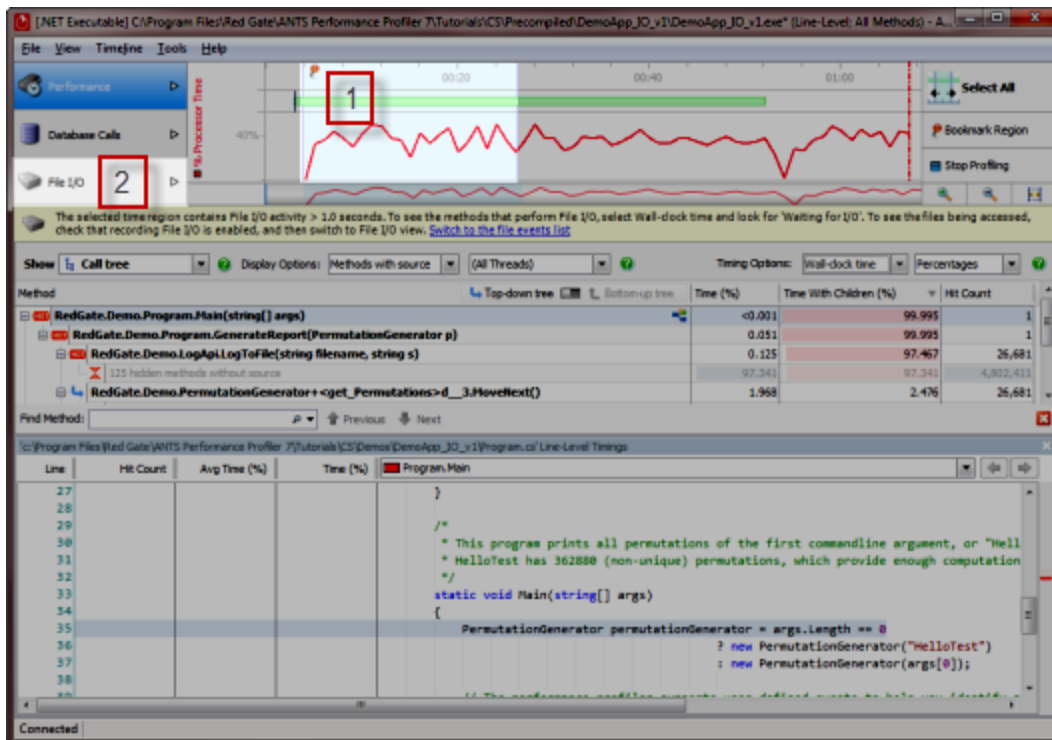 [.NET Executable] C:\Program Files\Red Gate\ANTS Performance Profiler 7\Tutorials\CS\Precompiled\DemoApp_IO_v1\DemoApp_IO_v1.exe* (Line-Level; All Methods) - A...
File View Timeline Tools Help
Performance
Database Calls
File I/O
2
% Processor Time
40%
1
00:20 00:40 01:00
Select All
Bookmark Region
Stop Profiling
The selected time region contains File I/O activity > 1.0 seconds. To see the methods that perform File I/O, select Wall-clock time and look for 'Waiting for I/O'. To see the files being accessed,
check that recording File I/O is enabled, and then switch to File I/O view. Switch to the file events list
Show Call tree Display Options: Methods with source (All Threads) Timing Options: Wall-clock time Percentages
Method Top-down tree Bottom-up tree Time (%) Time With Children (%) Hit Count
RedGate.Demo.Program.Main(string[] args) <0.001 99.995 1
RedGate.Demo.Program.GenerateReport(PermutationGenerator p) 0.051 99.995 1
RedGate.Demo.LogApi.LogToFile(string filename, string s) 0.125 97.467 26,681
125 hidden methods without source 97.341 97.341 4,802,411
RedGate.Demo.PermutationGenerator+<get_Permutations>d__3.MoveNext() 1.968 2.476 26,681
Find Method: Previous Next
'c:\Program Files\Red Gate\ANTS Performance Profiler 7\Tutorials\CS\Demos\DemoApp_IO_v1\Program.cs' Line-Level Timings
Line Hit Count Avg Time (%) Time (%) Program.Main
27 }
28
29 /*
30 * This program prints all permutations of the first commandline argument, or "Hell
31 * HelloTest has 362880 (non-unique) permutations, which provide enough computation
32 */
33 static void Main(string[] args)
34 {
35 PermutationGenerator permutationGenerator = args.Length == 0
36 ? new PermutationGenerator("HelloTest")
37 : new PermutationGenerator(args[0]);
38
Connected